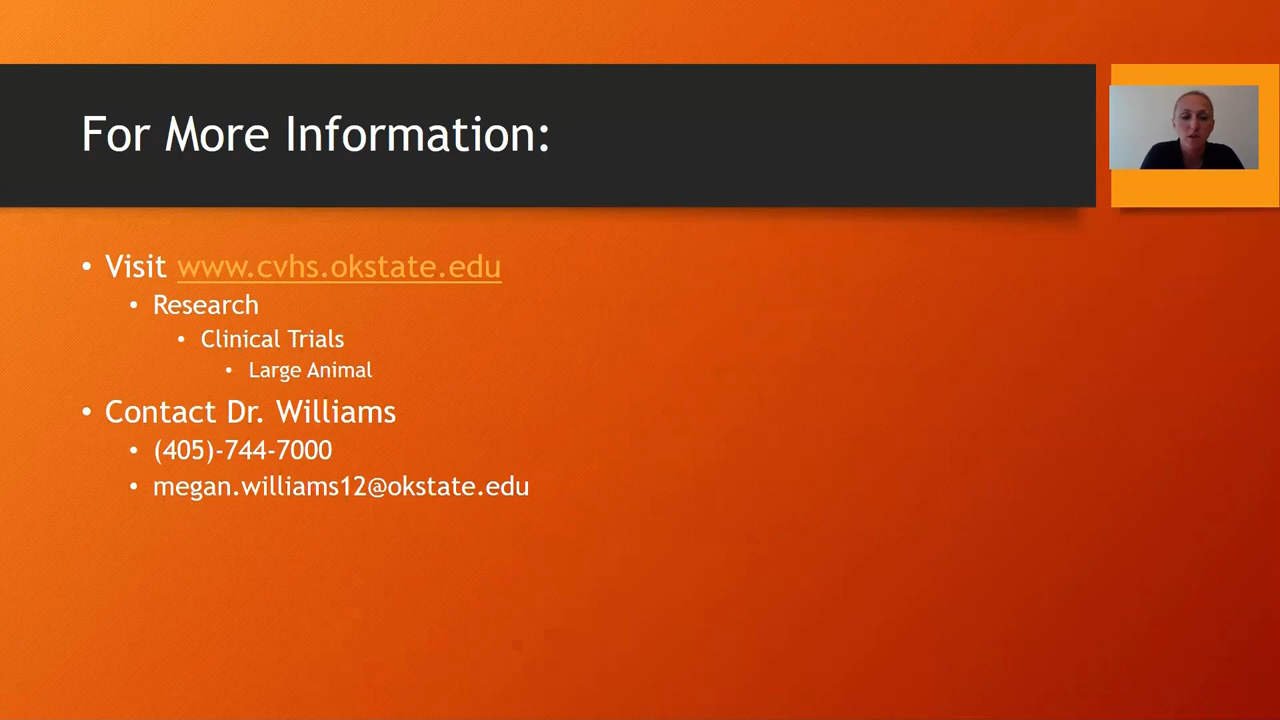 For More Information:
• Visit www.cvhs.okstate.edu
• Research
• Clinical Trials
• Large Animal
• Contact Dr. Williams
• (405)-744-7000
• megan.williams12@okstate.edu